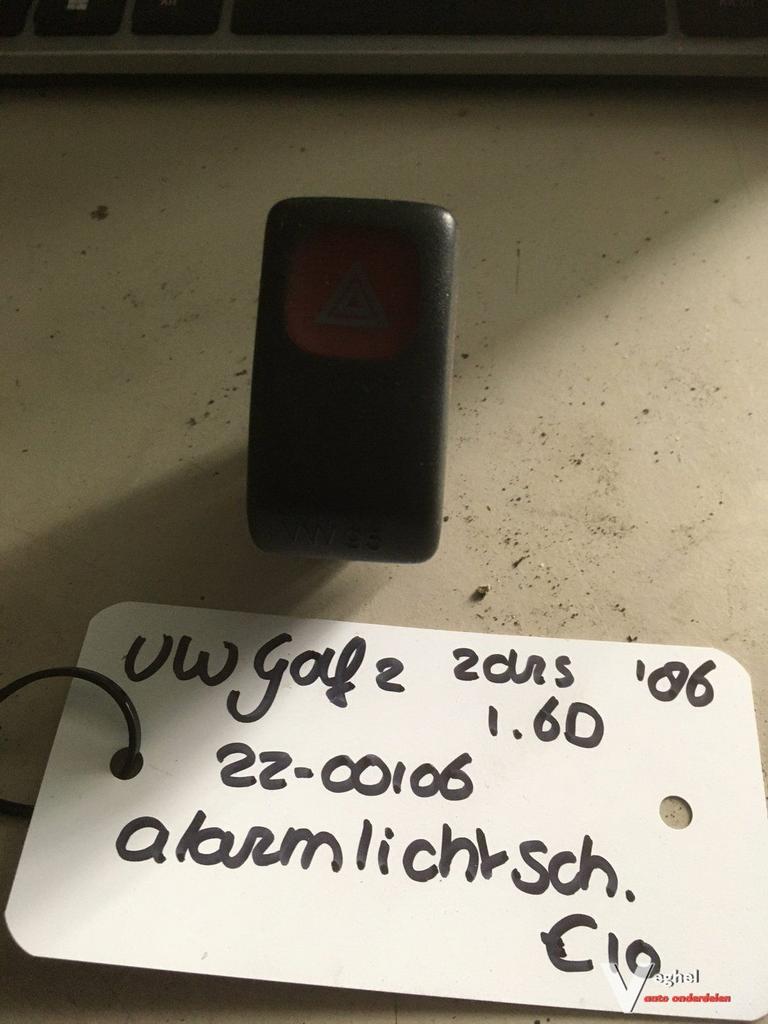 VW Golf 2 2drs '86
1.6D
22-00106
alarmlichtsch.
€10
Veghel
auto onderdelen